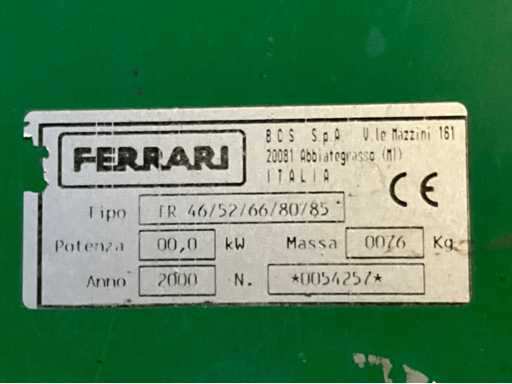 FERRARI
BCS S.p.A V.le Mazzini 161
20081 Abbiategrasso (MI)
ITALIA
CE
Tipo FR 46/52/66/80/85
Potenza 00,0 kW Massa 0076 Kg
Anno 2000 N. *0054257*